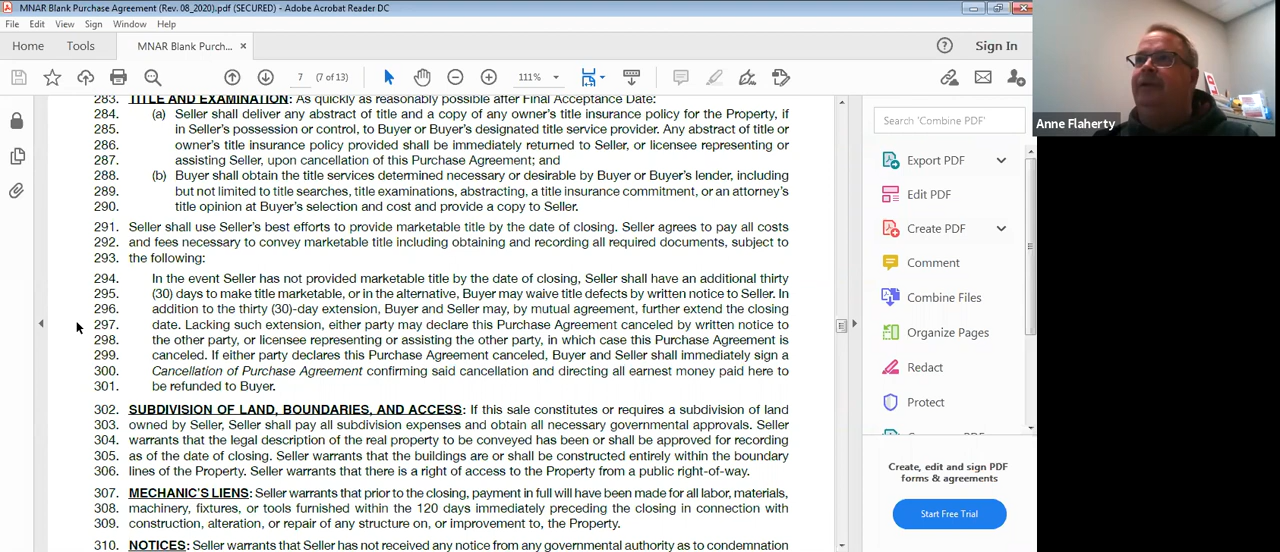 MNAR Blank Purchase Agreement (Rev. 08_2020).pdf (SECURED) - Adobe Acrobat Reader DC
File Edit View Sign Window Help
Home Tools MNAR Blank Purch... × Sign In
7 (7 of 13) 111%
283. TITLE AND EXAMINATION: As quickly as reasonably possible after Final Acceptance Date:
284. (a) Seller shall deliver any abstract of title and a copy of any owner's title insurance policy for the Property, if
285. in Seller's possession or control, to Buyer or Buyer's designated title service provider. Any abstract of title or
286. owner's title insurance policy provided shall be immediately returned to Seller, or licensee representing or
287. assisting Seller, upon cancellation of this Purchase Agreement; and
288. (b) Buyer shall obtain the title services determined necessary or desirable by Buyer or Buyer's lender, including
289. but not limited to title searches, title examinations, abstracting, a title insurance commitment, or an attorney's
290. title opinion at Buyer's selection and cost and provide a copy to Seller.
291. Seller shall use Seller's best efforts to provide marketable title by the date of closing. Seller agrees to pay all costs
292. and fees necessary to convey marketable title including obtaining and recording all required documents, subject to
293. the following:
294. In the event Seller has not provided marketable title by the date of closing, Seller shall have an additional thirty
295. (30) days to make title marketable, or in the alternative, Buyer may waive title defects by written notice to Seller. In
296. addition to the thirty (30)-day extension, Buyer and Seller may, by mutual agreement, further extend the closing
297. date. Lacking such extension, either party may declare this Purchase Agreement canceled by written notice to
298. the other party, or licensee representing or assisting the other party, in which case this Purchase Agreement is
299. canceled. If either party declares this Purchase Agreement canceled, Buyer and Seller shall immediately sign a
300. Cancellation of Purchase Agreement confirming said cancellation and directing all earnest money paid here to
301. be refunded to Buyer.
302. SUBDIVISION OF LAND, BOUNDARIES, AND ACCESS: If this sale constitutes or requires a subdivision of land
303. owned by Seller, Seller shall pay all subdivision expenses and obtain all necessary governmental approvals. Seller
304. warrants that the legal description of the real property to be conveyed has been or shall be approved for recording
305. as of the date of closing. Seller warrants that the buildings are or shall be constructed entirely within the boundary
306. lines of the Property. Seller warrants that there is a right of access to the Property from a public right-of-way.
307. MECHANIC'S LIENS: Seller warrants that prior to the closing, payment in full will have been made for all labor, materials,
308. machinery, fixtures, or tools furnished within the 120 days immediately preceding the closing in connection with
309. construction, alteration, or repair of any structure on, or improvement to, the Property.
310. NOTICES: Seller warrants that Seller has not received any notice from any governmental authority as to condemnation
Search 'Combine PDF'
Export PDF
Edit PDF
Create PDF
Comment
Combine Files
Organize Pages
Redact
Protect
Create, edit and sign PDF
forms & agreements
Start Free Trial
Anne Flaherty